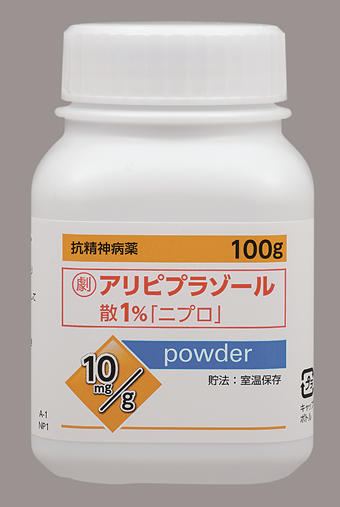 抗精神病薬 100g
劇 アリピプラゾール
散1%「ニプロ」
powder
10mg/g
貯法：室温保存
A-1
NP1